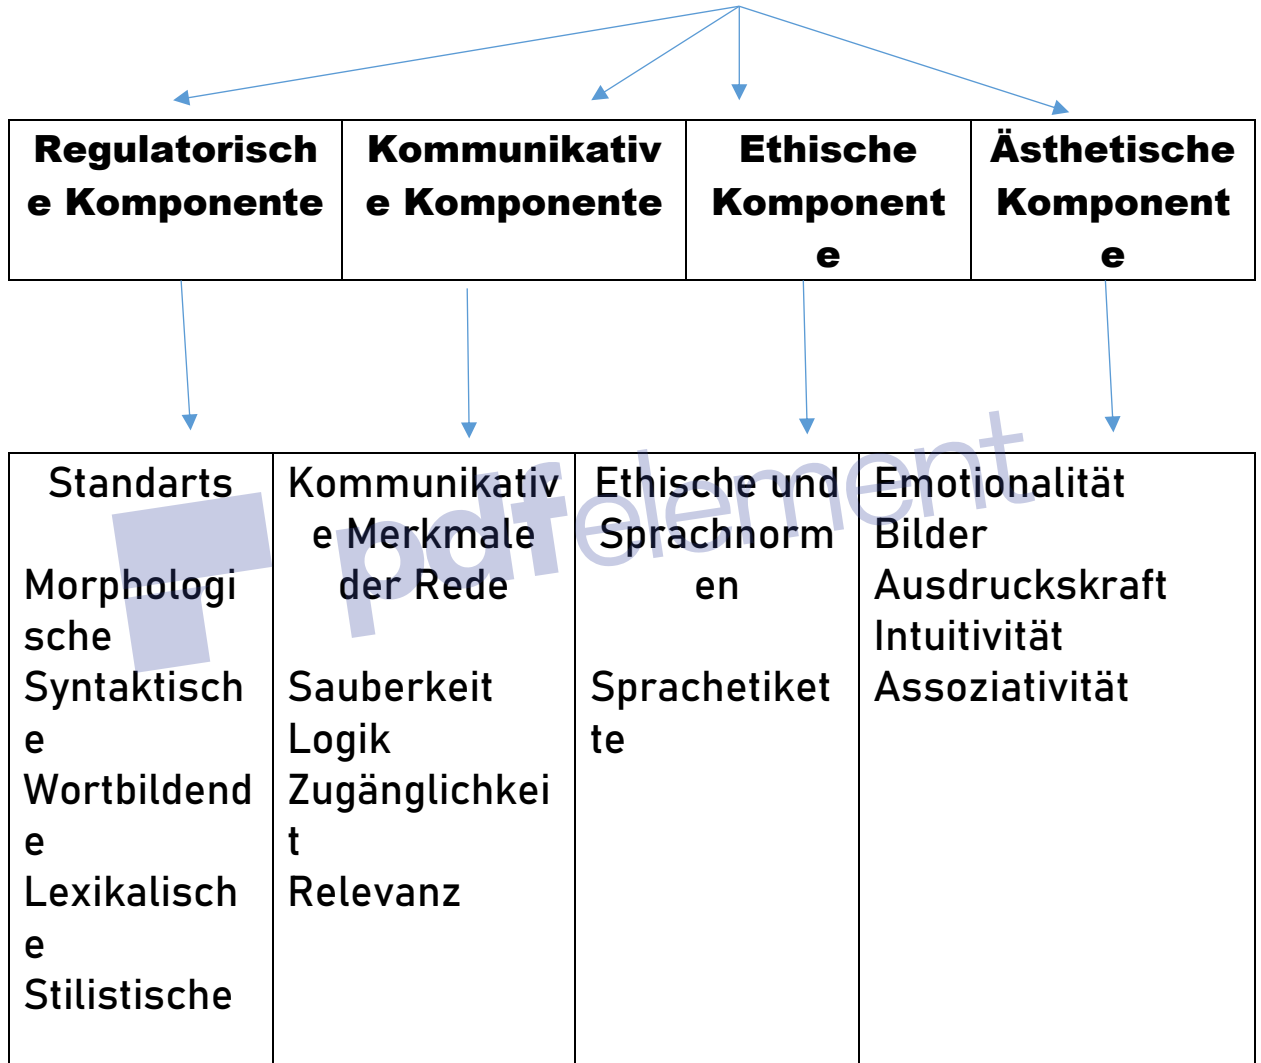 Regulatorisch
e Komponente
Kommunikativ
e Komponente
Ethische
Komponent
e
Ästhetische
Komponent
e
Standarts
Morphologi
sche
Syntaktisch
e
Wortbildend
e
Lexikalisch
e
Stilistische
Kommunikativ
e Merkmale
der Rede
Sauberkeit
Logik
Zugänglichkei
t
Relevanz
Ethische und
Sprachnorm
en
Sprachetiket
te
Emotionalität
Bilder
Ausdruckskraft
Intuitivität
Assoziativität
pdfelement